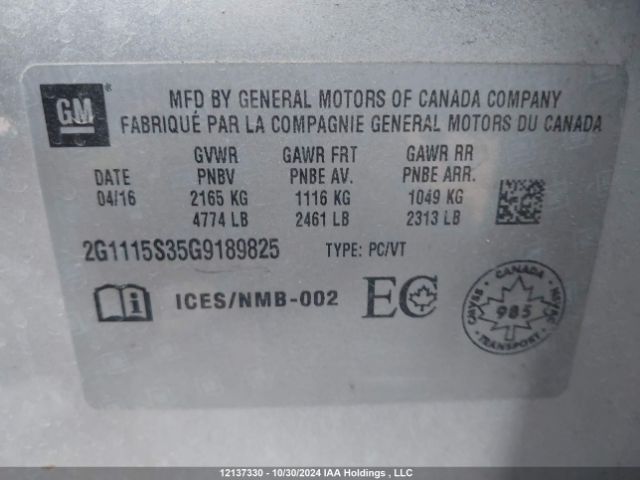 GM ®
MFD BY GENERAL MOTORS OF CANADA COMPANY
FABRIQUÉ PAR LA COMPAGNIE GENERAL MOTORS DU CANADA
GVWR GAWR FRT GAWR RR
DATE PNBV PNBE AV. PNBE ARR.
04/16 2165 KG 1116 KG 1049 KG
4774 LB 2461 LB 2313 LB
2G1115S35G9189825 TYPE: PC/VT
i ICES/NMB-002 EC
CANADA
CMVSS NSVAC
985
TRANSPORT
12137330 - 10/30/2024 IAA Holdings , LLC